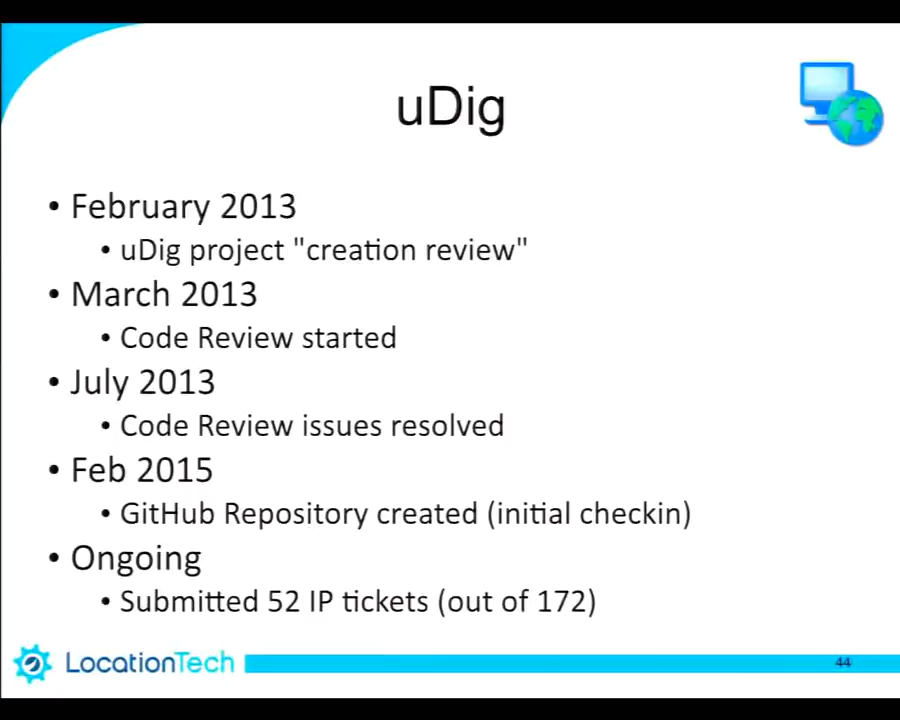 uDig
• February 2013
• uDig project "creation review"
• March 2013
• Code Review started
• July 2013
• Code Review issues resolved
• Feb 2015
• GitHub Repository created (initial checkin)
• Ongoing
• Submitted 52 IP tickets (out of 172)
LocationTech
44